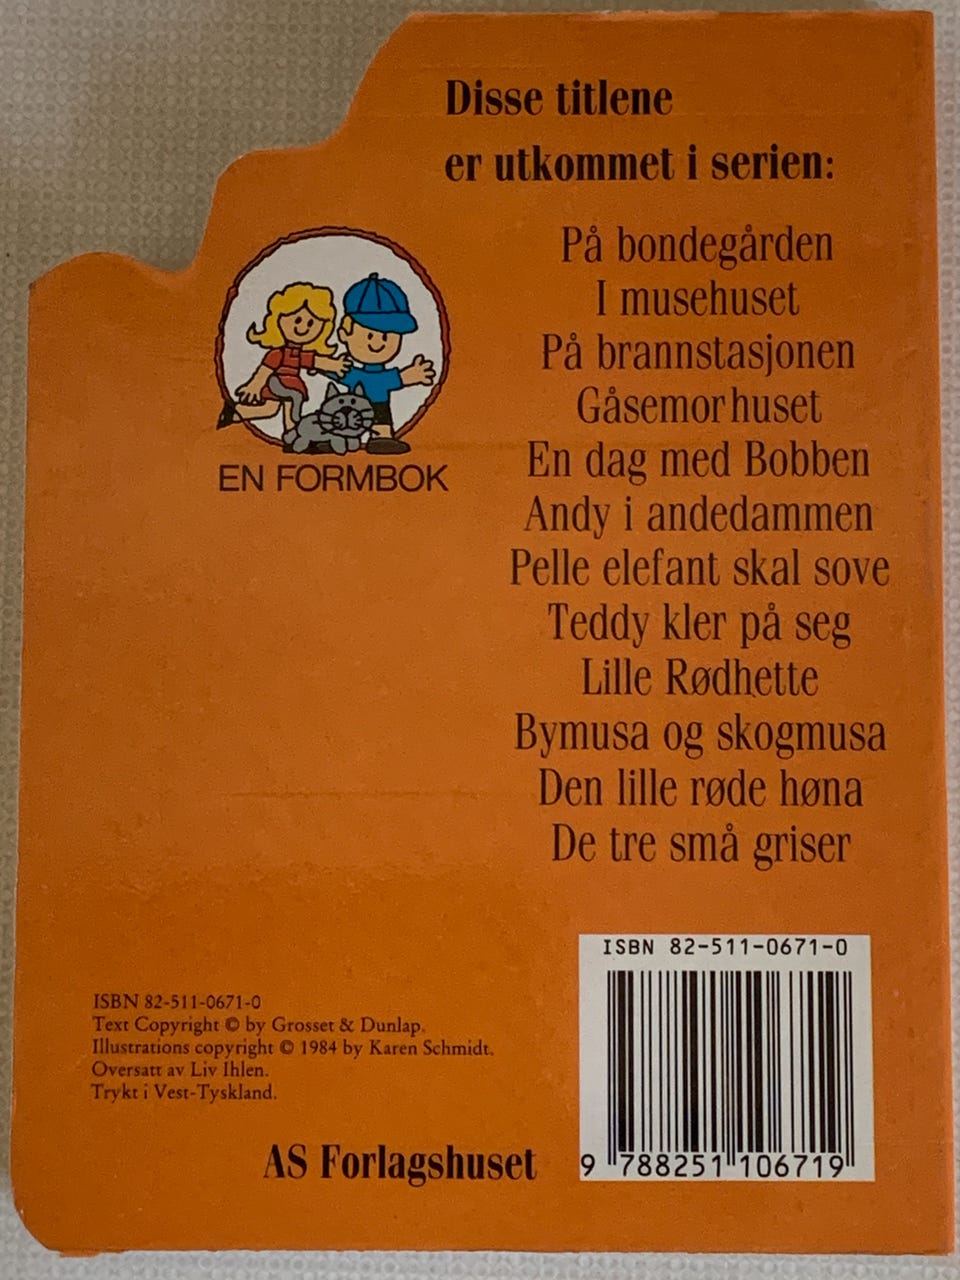 Disse titlene
er utkommet i serien:
På bondegården
I musehuset
På brannstasjonen
Gåsemorhuset
En dag med Bobben
Andy i andedammen
Pelle elefant skal sove
Teddy kler på seg
Lille Rødhette
Bymusa og skogmusa
Den lille røde høna
De tre små griser
EN FORMBOK
ISBN 82-511-0671-0
Text Copyright © by Grosset & Dunlap.
Illustrations copyright © 1984 by Karen Schmidt.
Oversatt av Liv Ihlen.
Trykt i Vest-Tyskland.
AS Forlagshuset
ISBN 82-511-0671-0
9 788251 106719